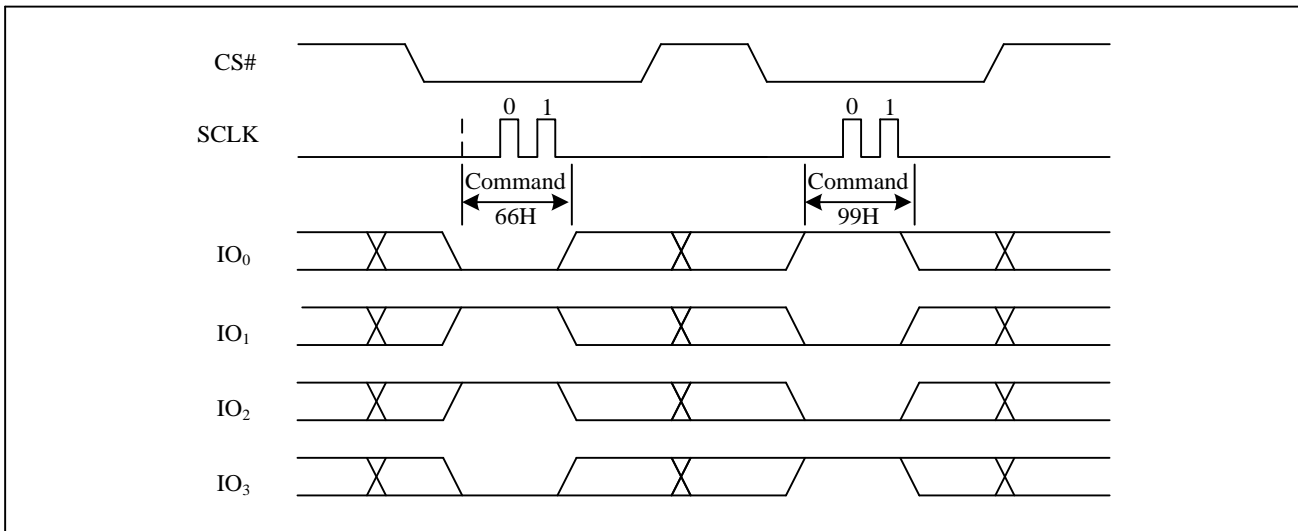 CS#
0 1 0 1
SCLK
Command Command
66H 99H
IO0
IO1
IO2
IO3